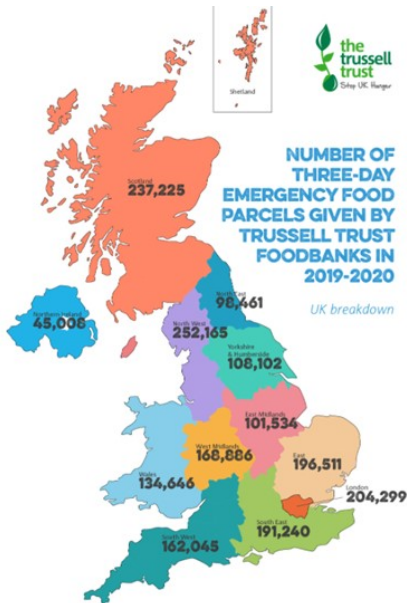 the
trussell
trust
Stop UK Hunger
Shetland
NUMBER OF
THREE-DAY
EMERGENCY FOOD
PARCELS GIVEN BY
TRUSSELL TRUST
FOODBANKS IN
2019-2020
UK breakdown
Scotland
237,225
North East
98,461
Northern Ireland
45,008
North West
252,165
Yorkshire
& Humberside
108,102
East Midlands
101,534
West Midlands
168,886
East
196,511
Wales
134,646
London
204,299
South East
191,240
South West
162,045